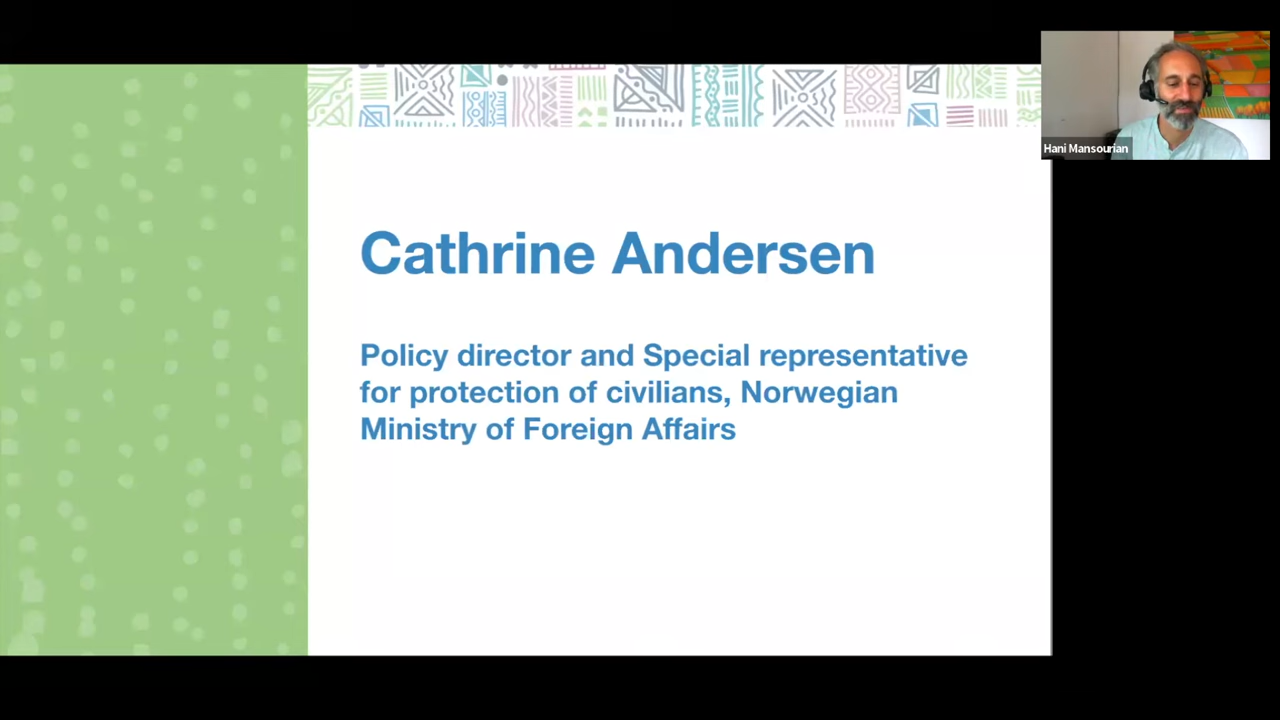 Hani Mansourian
Cathrine Andersen
Policy director and Special representative
for protection of civilians, Norwegian
Ministry of Foreign Affairs